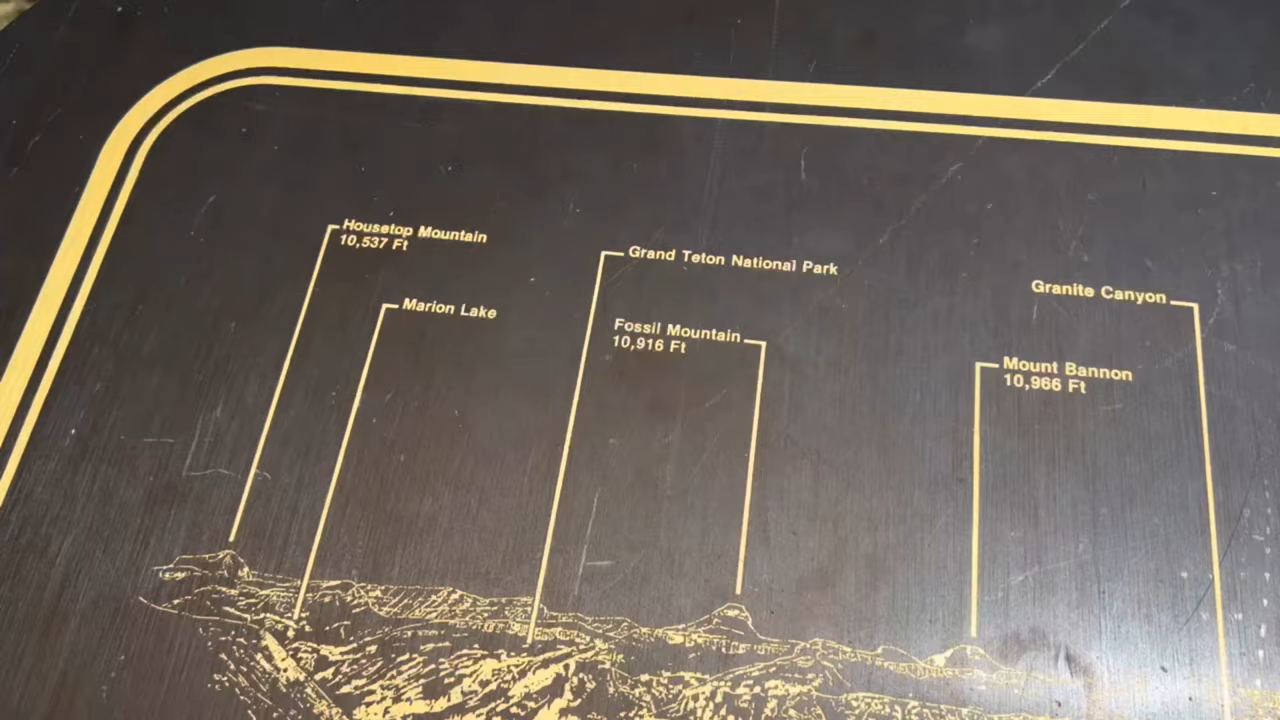 Housetop Mountain
10,537 Ft
Marion Lake
Grand Teton National Park
Fossil Mountain
10,916 Ft
Granite Canyon
Mount Bannon
10,966 Ft